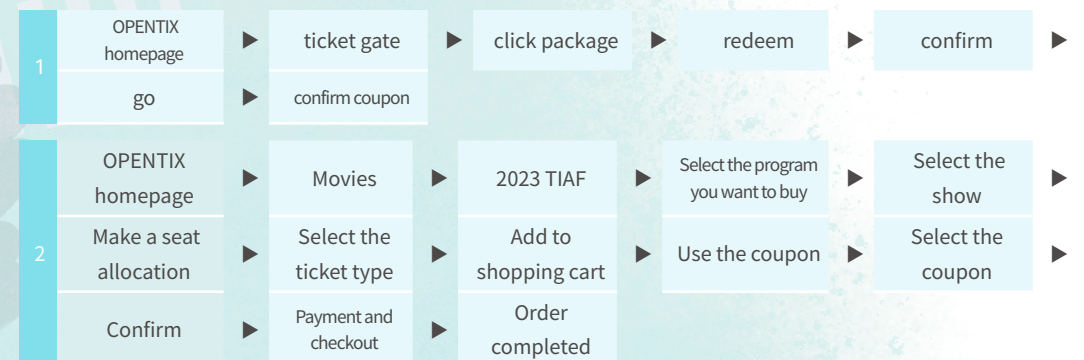 1
OPENTIX
homepage
ticket gate
click package
redeem
confirm
go
confirm coupon
2
OPENTIX
homepage
Movies
2023 TIAF
Select the program
you want to buy
Select the
show
Make a seat
allocation
Select the
ticket type
Add to
shopping cart
Use the coupon
Select the
coupon
Confirm
Payment and
checkout
Order
completed